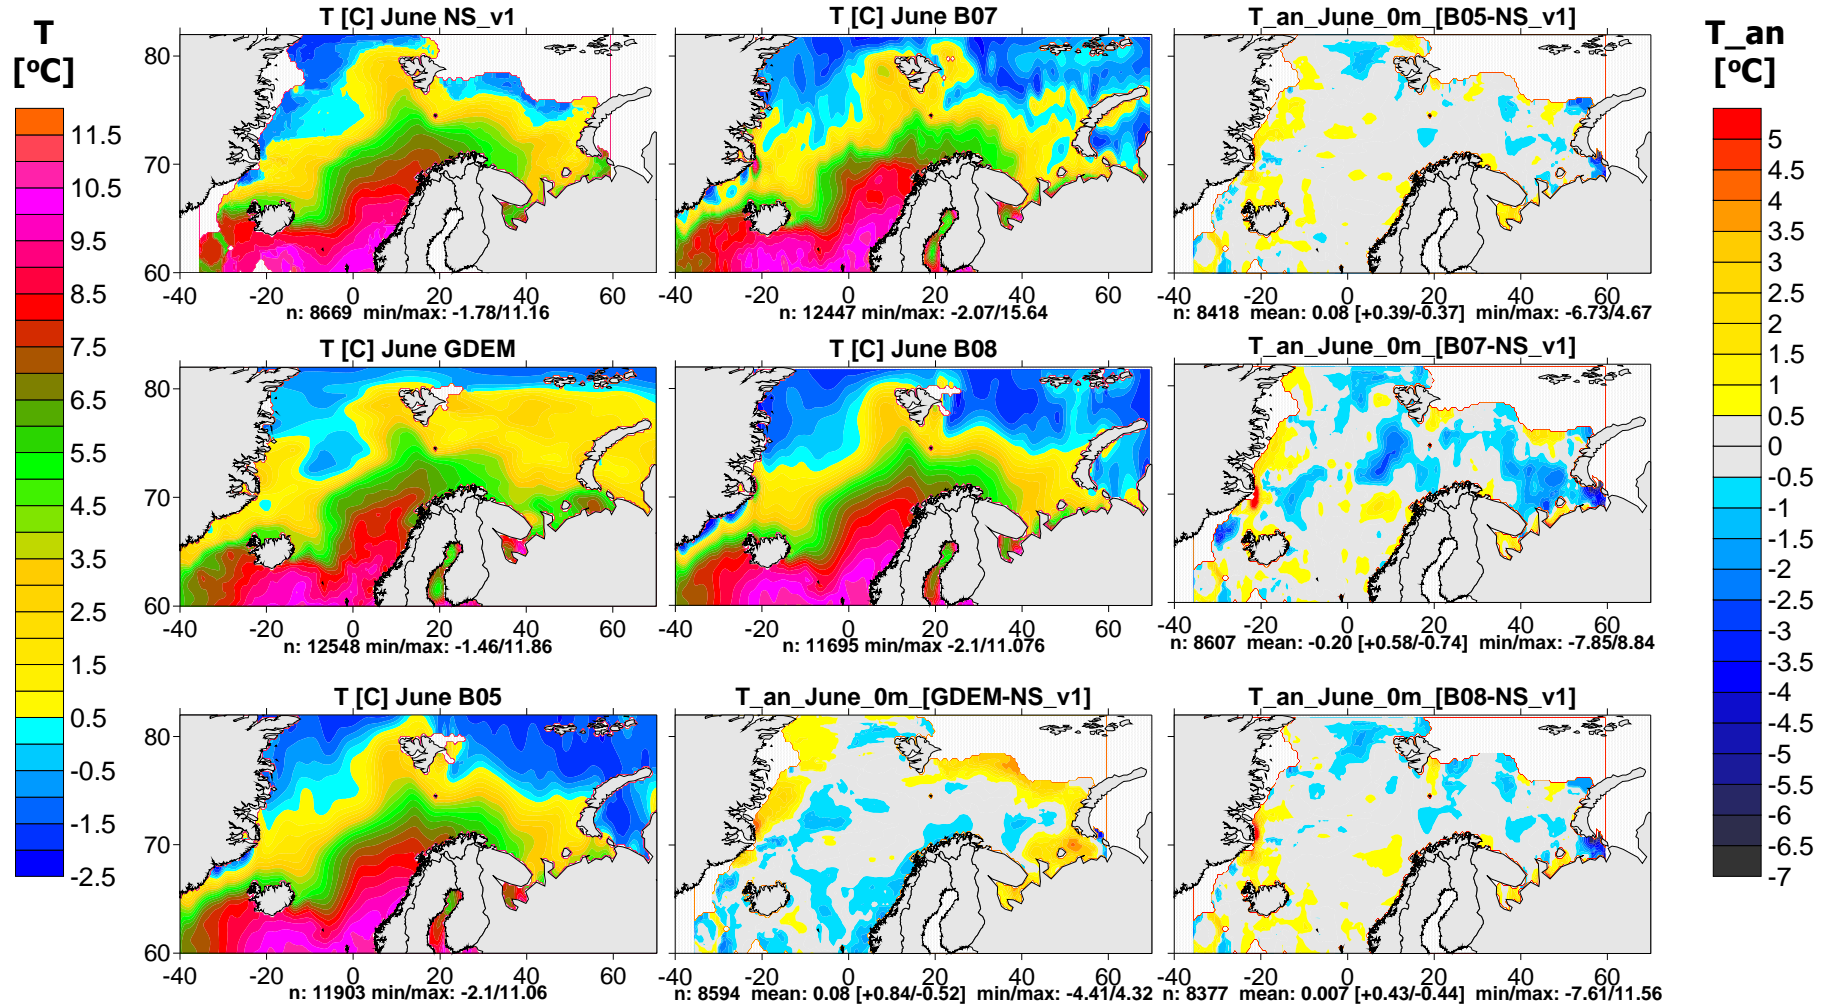 T
[°C]
11.5
10.5
9.5
8.5
7.5
6.5
5.5
4.5
3.5
2.5
1.5
0.5
-0.5
-1.5
-2.5
T [C] June NS_v1
80
70
60
-40 -20 0 20 40 60
n: 8669 min/max: -1.78/11.16
T [C] June B07
-40 -20 0 20 40 60
n: 12447 min/max: -2.07/15.64
T_an_June_0m_[B05-NS_v1]
-40 -20 0 20 40 60
n: 8418 mean: 0.08 [+0.39/-0.37] min/max: -6.73/4.67
T [C] June GDEM
80
70
60
-40 -20 0 20 40 60
n: 12548 min/max: -1.46/11.86
T [C] June B08
-40 -20 0 20 40 60
n: 11695 min/max -2.1/11.076
T_an_June_0m_[B07-NS_v1]
-40 -20 0 20 40 60
n: 8607 mean: -0.20 [+0.58/-0.74] min/max: -7.85/8.84
T [C] June B05
80
70
60
-40 -20 0 20 40 60
n: 11903 min/max: -2.1/11.06
T_an_June_0m_[GDEM-NS_v1]
-40 -20 0 20 40 60
n: 8594 mean: 0.08 [+0.84/-0.52] min/max: -4.41/4.32
T_an_June_0m_[B08-NS_v1]
-40 -20 0 20 40 60
n: 8377 mean: 0.007 [+0.43/-0.44] min/max: -7.61/11.56
T_an
[°C]
5
4.5
4
3.5
3
2.5
2
1.5
1
0.5
0
-0.5
-1
-1.5
-2
-2.5
-3
-3.5
-4
-4.5
-5
-5.5
-6
-6.5
-7